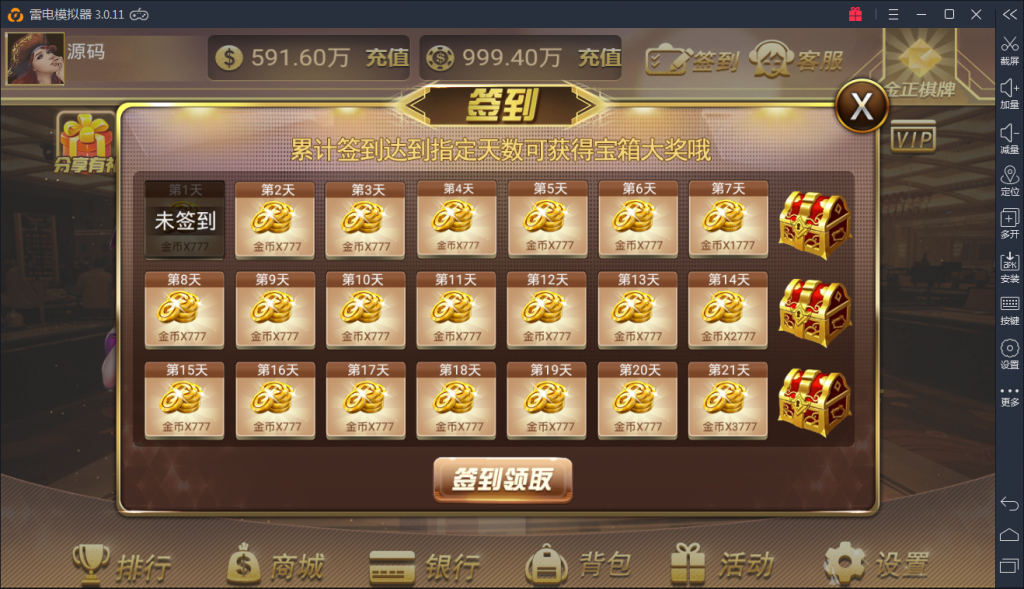 雷电模拟器 3.0.11
源码
591.60万 充值
999.40万 充值
签到
客服
金正棋牌
签到
X
分享有礼
VIP
累计签到达到指定天数可获得宝箱大奖哦
第1天 第2天 第3天 第4天 第5天 第6天 第7天
未签到
金币X777 金币X777 金币X777 金币X777 金币X777 金币X777 金币X1777
第8天 第9天 第10天 第11天 第12天 第13天 第14天
金币X777 金币X777 金币X777 金币X777 金币X777 金币X777 金币X2777
第15天 第16天 第17天 第18天 第19天 第20天 第21天
金币X777 金币X777 金币X777 金币X777 金币X777 金币X777 金币X3777
签到领取
排行 商城 银行 背包 活动 设置
截屏
加量
减量
定位
多开
APK
安装
按键
设置
更多